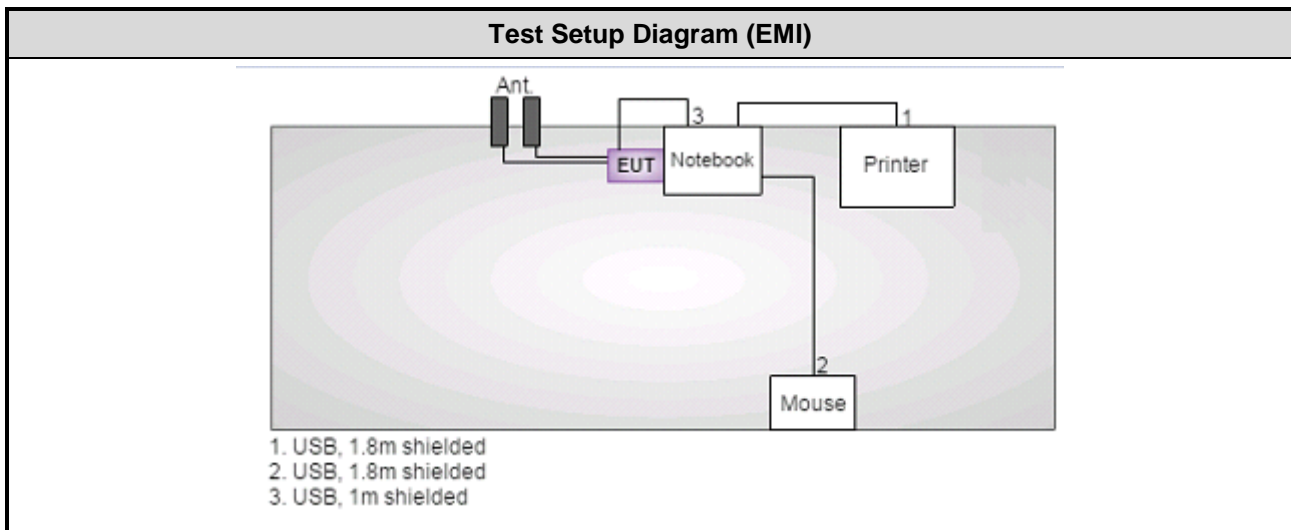 Test Setup Diagram (EMI)
Ant.
3
1
EUT
Notebook
Printer
2
Mouse
1. USB, 1.8m shielded
2. USB, 1.8m shielded
3. USB, 1m shielded